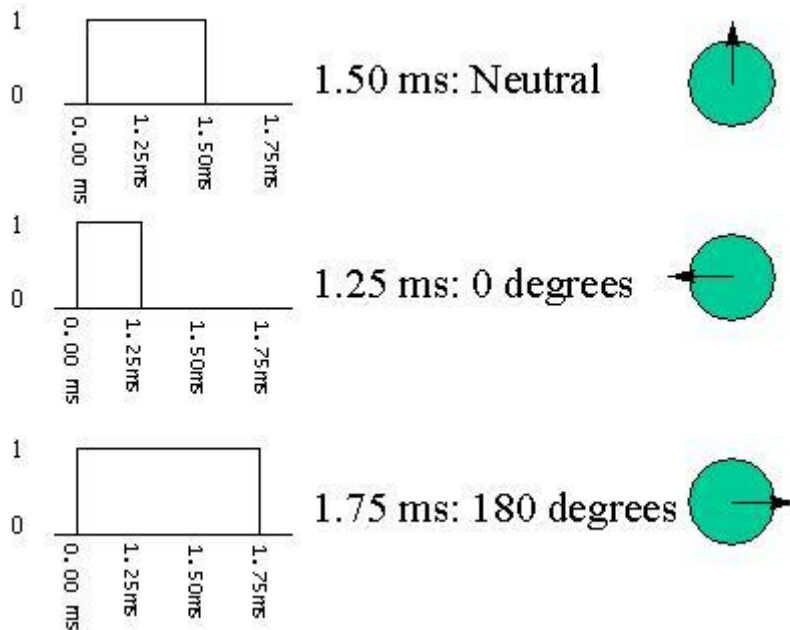 1
0
0.00 ms
1.25ms
1.50ms
1.75ms
1.50 ms: Neutral
1
0
0.00 ms
1.25ms
1.50ms
1.75ms
1.25 ms: 0 degrees
1
0
0.00 ms
1.25ms
1.50ms
1.75ms
1.75 ms: 180 degrees